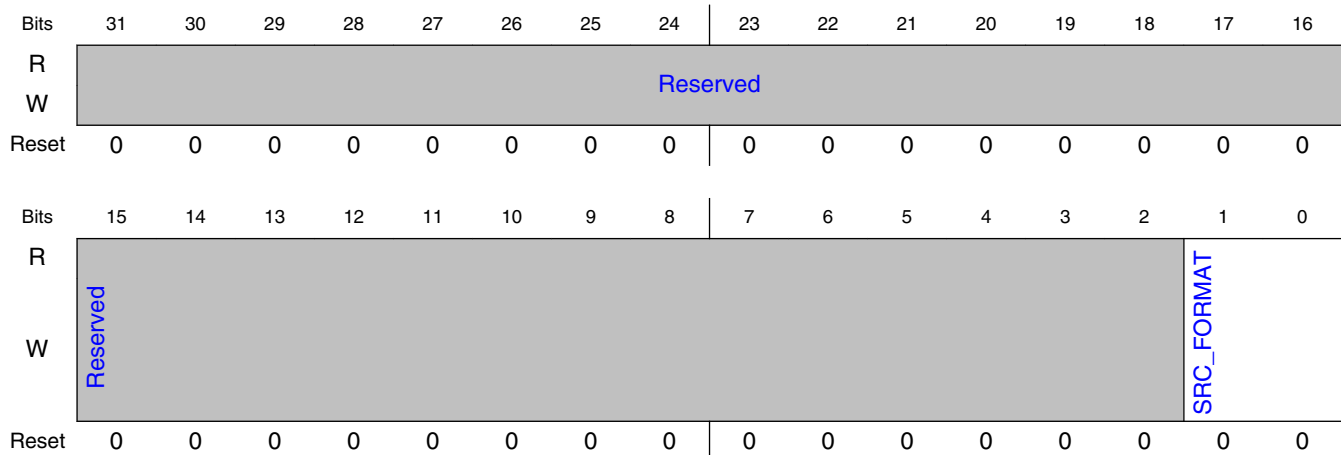 Bits 31 30 29 28 27 26 25 24 23 22 21 20 19 18 17 16
R
Reserved
W
Reset 0 0 0 0 0 0 0 0 0 0 0 0 0 0 0 0
Bits 15 14 13 12 11 10 9 8 7 6 5 4 3 2 1 0
R
Reserved
SRC_FORMAT
W
Reset 0 0 0 0 0 0 0 0 0 0 0 0 0 0 0 0